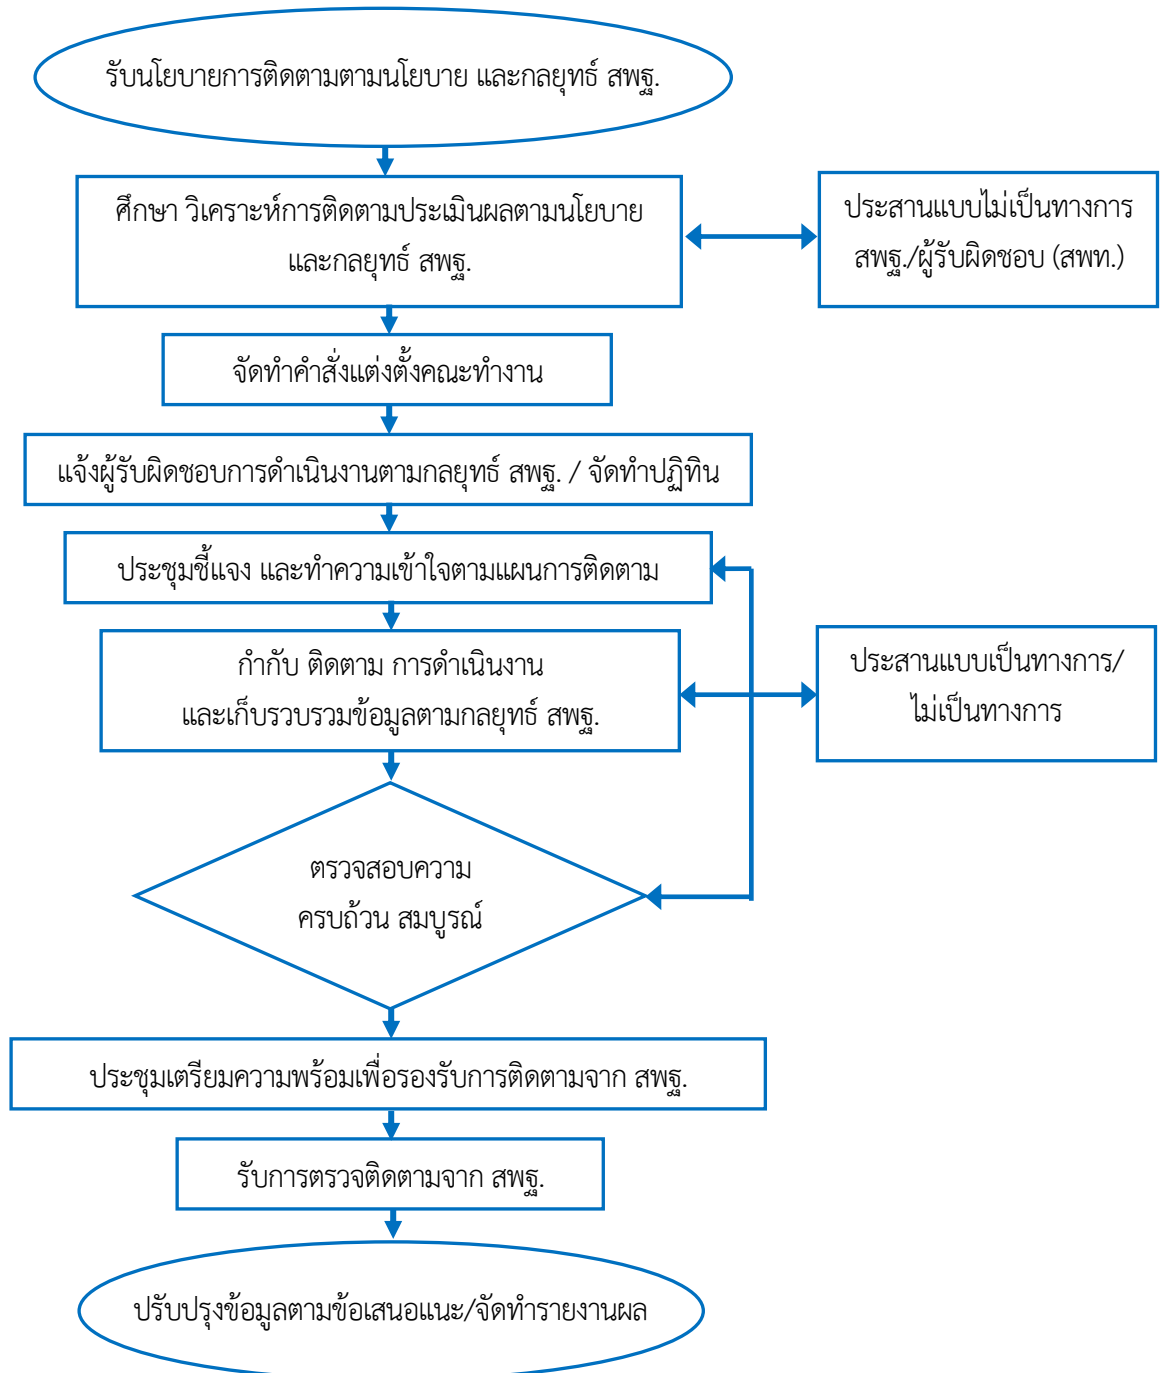 รับนโยบายการติดตามตามนโยบาย และกลยุทธ์ สพฐ.
ศึกษา วิเคราะห์การติดตามประเมินผลตามนโยบาย
และกลยุทธ์ สพฐ.
ประสานแบบไม่เป็นทางการ
สพฐ./ผู้รับผิดชอบ (สพท.)
จัดทำคำสั่งแต่งตั้งคณะทำงาน
แจ้งผู้รับผิดชอบการดำเนินงานตามกลยุทธ์ สพฐ. / จัดทำปฏิทิน
ประชุมชี้แจง และทำความเข้าใจตามแผนการติดตาม
กำกับ ติดตาม การดำเนินงาน
และเก็บรวบรวมข้อมูลตามกลยุทธ์ สพฐ.
ประสานแบบเป็นทางการ/
ไม่เป็นทางการ
ตรวจสอบความ
ครบถ้วน สมบูรณ์
ประชุมเตรียมความพร้อมเพื่อรองรับการติดตามจาก สพฐ.
รับการตรวจติดตามจาก สพฐ.
ปรับปรุงข้อมูลตามข้อเสนอแนะ/จัดทำรายงานผล